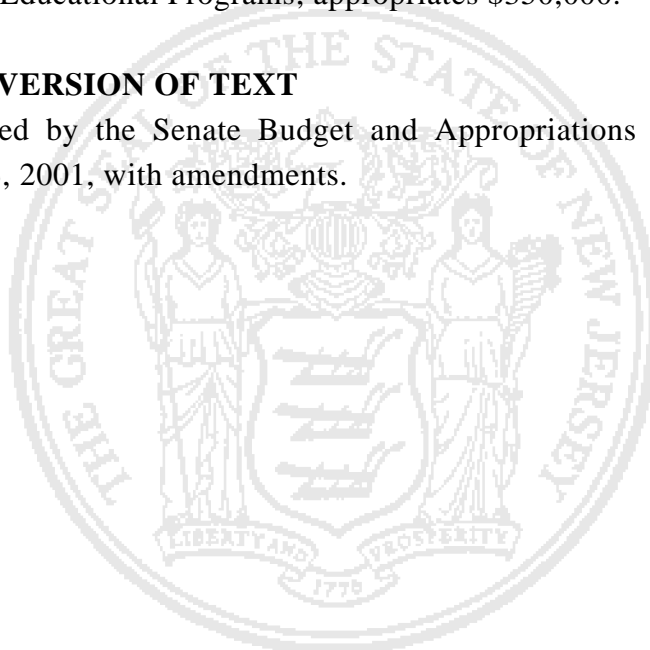 Educational Programs; appropriates $350,000.
VERSION OF TEXT
ed by the Senate Budget and Appropriations
, 2001, with amendments.
THE GREAT SEAL OF THE STATE OF NEW JERSEY
LIBERTY AND PROSPERITY
1776